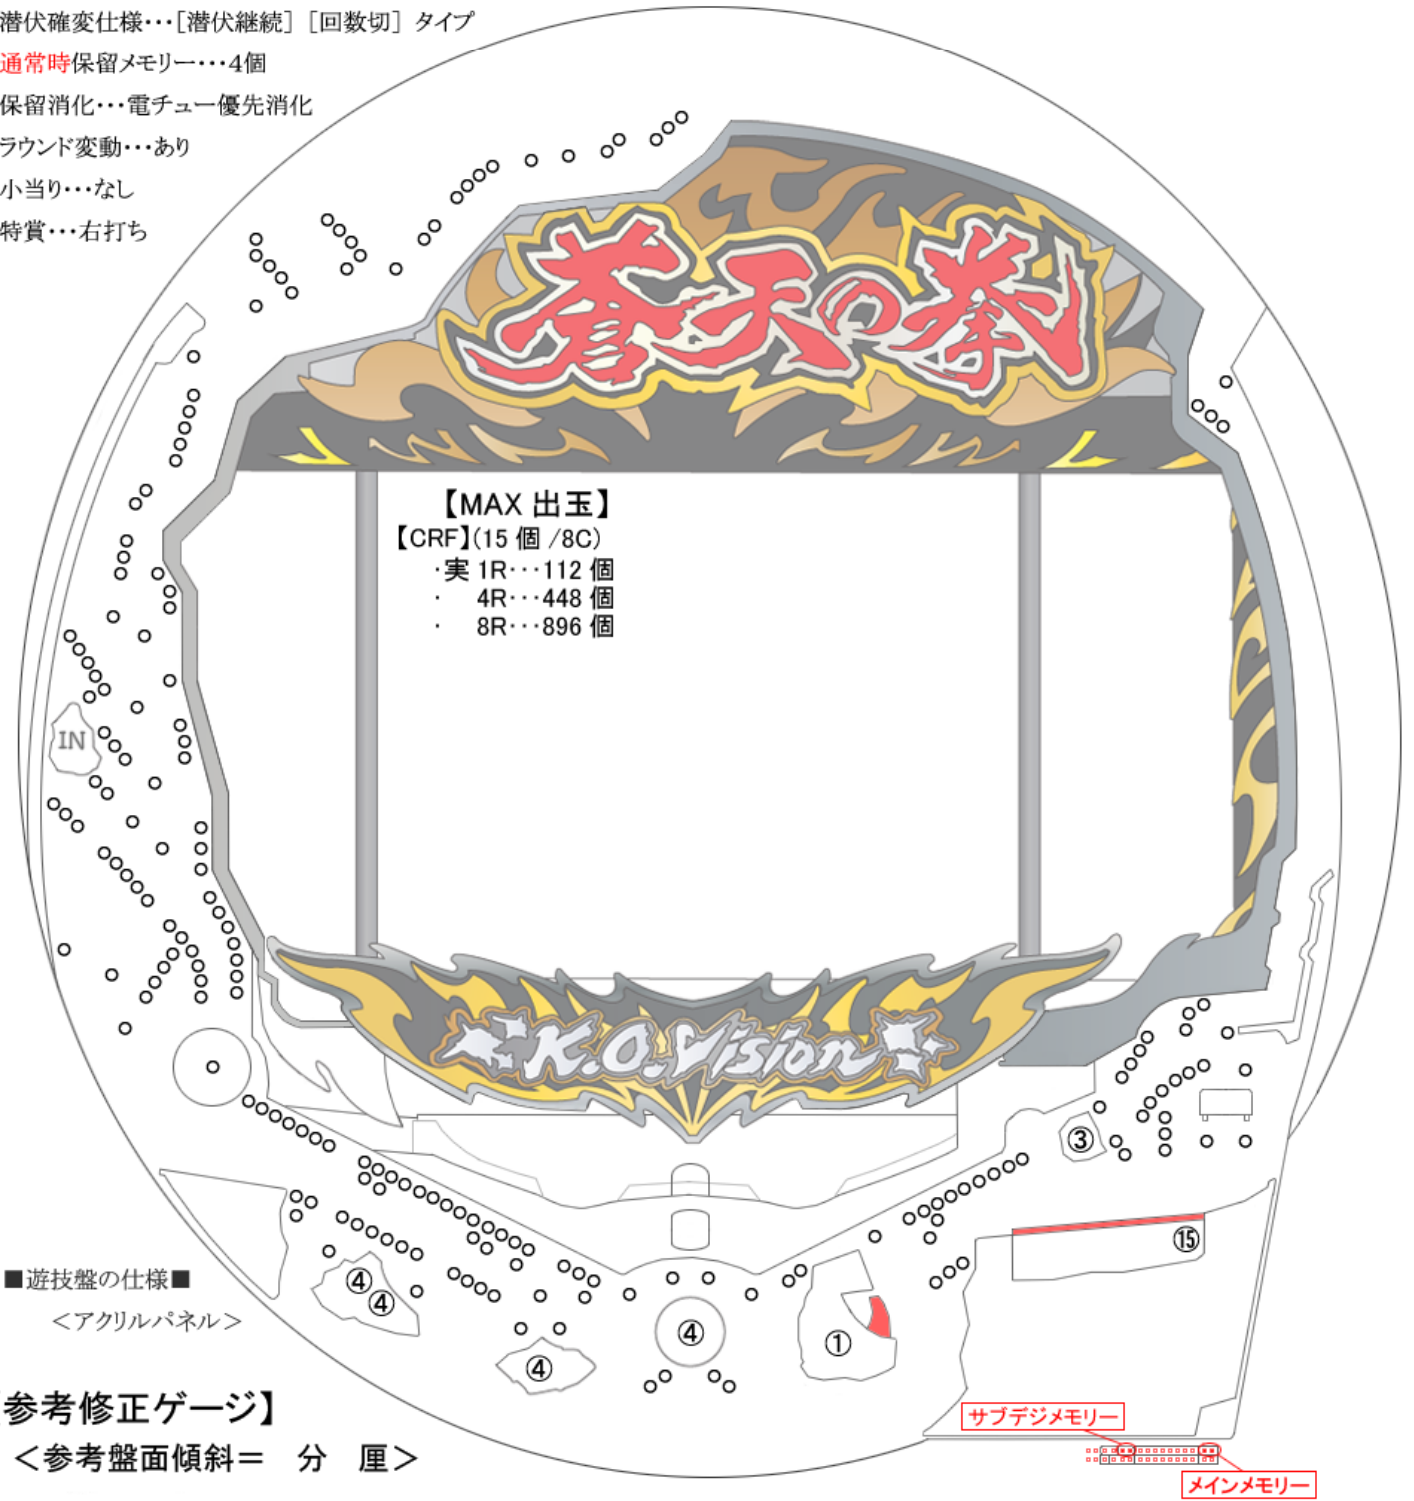 潜伏確変仕様･･･［潜伏継続］［回数切］タイプ
通常時保留メモリー･･･4個
保留消化･･･電チュー優先消化
ラウンド変動･･･あり
小当り･･･なし
特賞･･･右打ち
蒼天の拳
【MAX 出玉】
【CRF】(15 個 /8C)
･実 1R･･･112 個
･ 4R･･･448 個
･ 8R･･･896 個
IN
K.O.Vision
③
⑮
■遊技盤の仕様■
＜アクリルパネル＞
④
④
④
④
①
参考修正ゲージ】
＜参考盤面傾斜＝ 分 厘＞
サブデジメモリー
メインメモリー